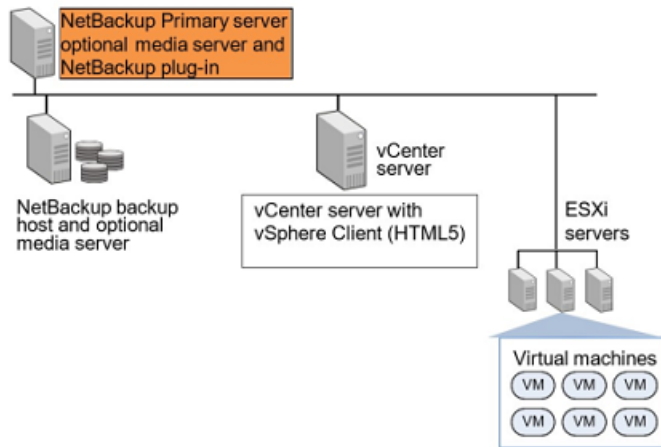 NetBackup Primary server
optional media server and
NetBackup plug-in
NetBackup backup
host and optional
media server
vCenter
server
vCenter server with
vSphere Client (HTML5)
ESXi
servers
Virtual machines
VM VM VM
VM VM VM